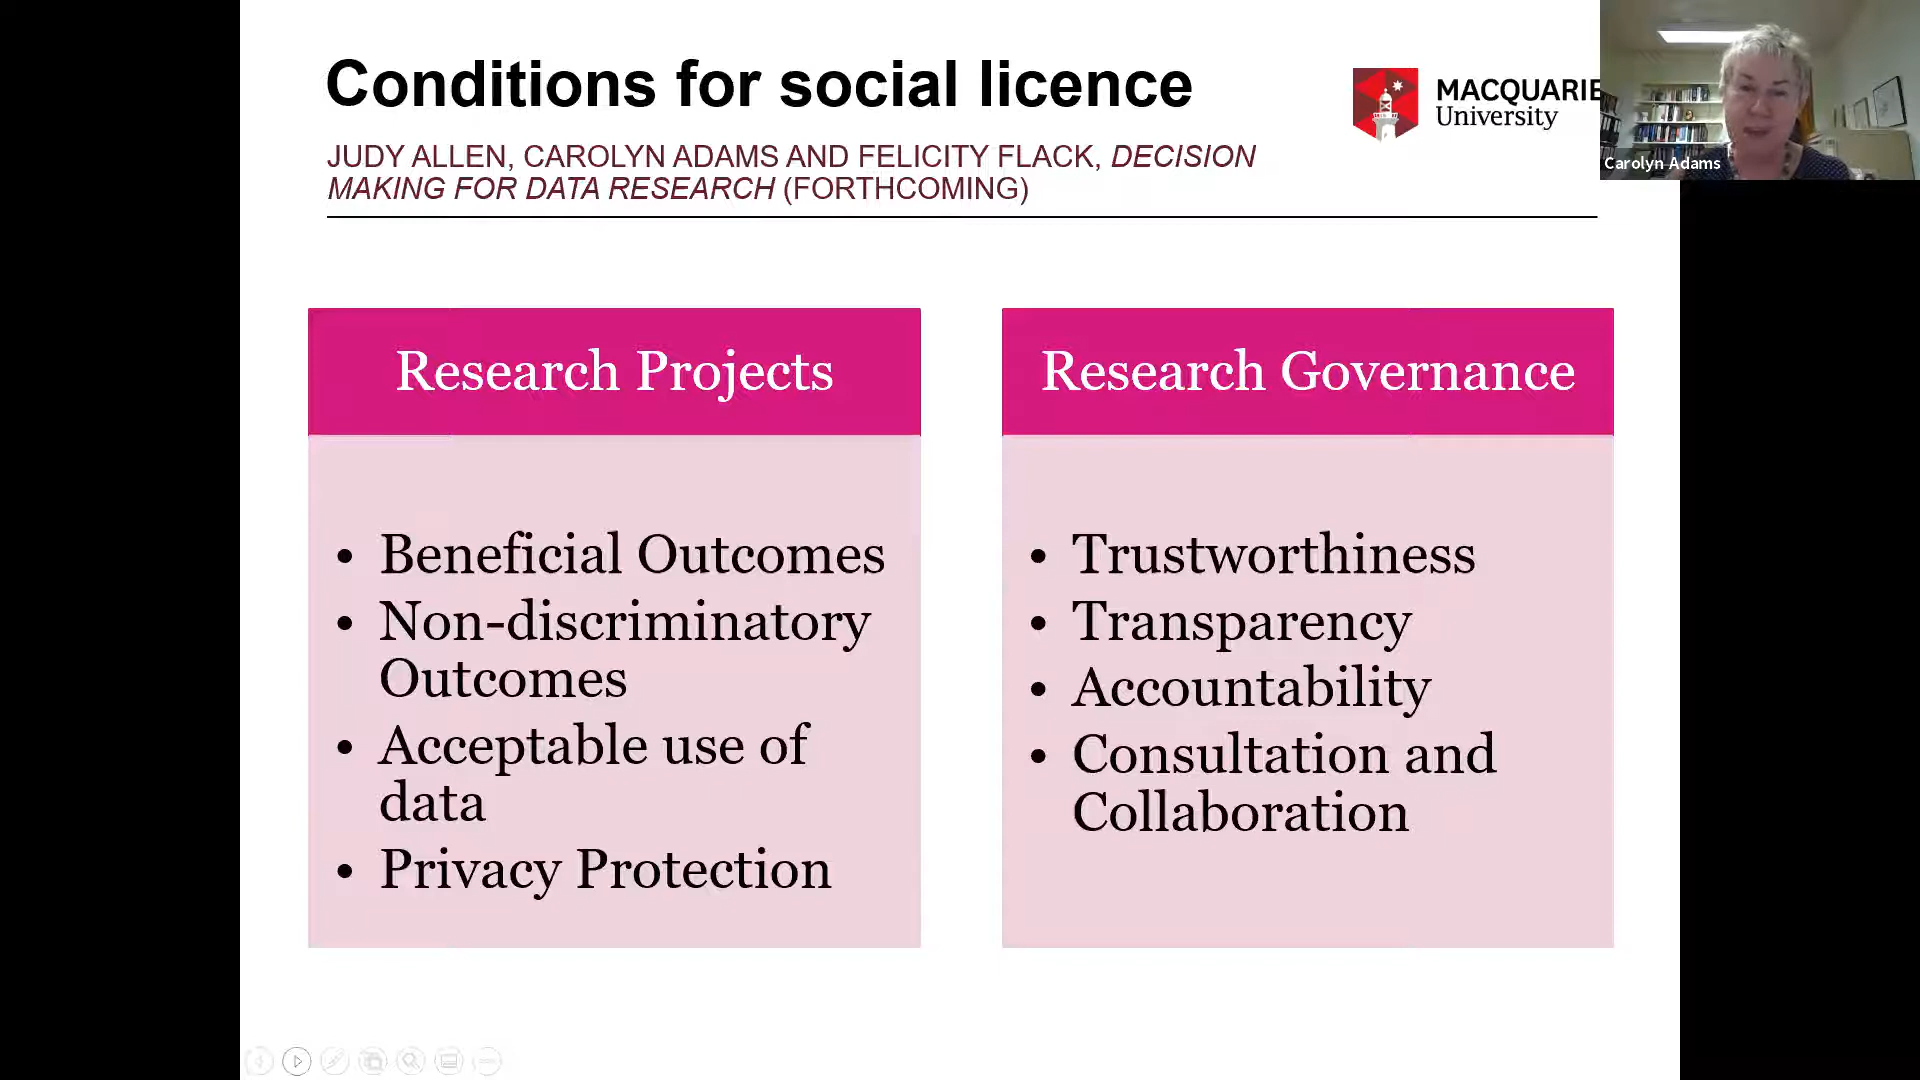 Conditions for social licence
JUDY ALLEN, CAROLYN ADAMS AND FELICITY FLACK, DECISION
MAKING FOR DATA RESEARCH (FORTHCOMING)
MACQUARIE
University
Carolyn Adams
Research Projects
• Beneficial Outcomes
• Non-discriminatory
Outcomes
• Acceptable use of
data
• Privacy Protection
Research Governance
• Trustworthiness
• Transparency
• Accountability
• Consultation and
Collaboration